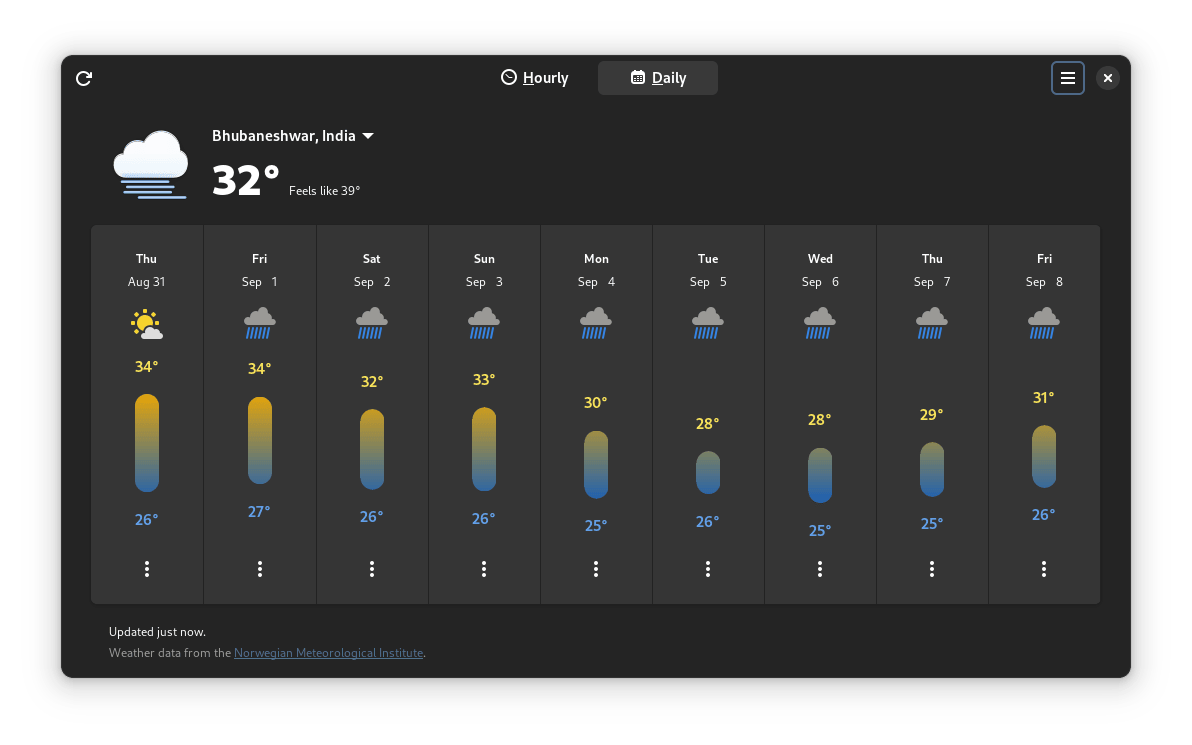 Hourly Daily
Bhubaneshwar, India
32° Feels like 39°
Thu Fri Sat Sun Mon Tue Wed Thu Fri
Aug 31 Sep 1 Sep 2 Sep 3 Sep 4 Sep 5 Sep 6 Sep 7 Sep 8
34° 34° 32° 33° 30° 28° 28° 29° 31°
26° 27° 26° 26° 25° 26° 25° 25° 26°
Updated just now.
Weather data from the Norwegian Meteorological Institute.